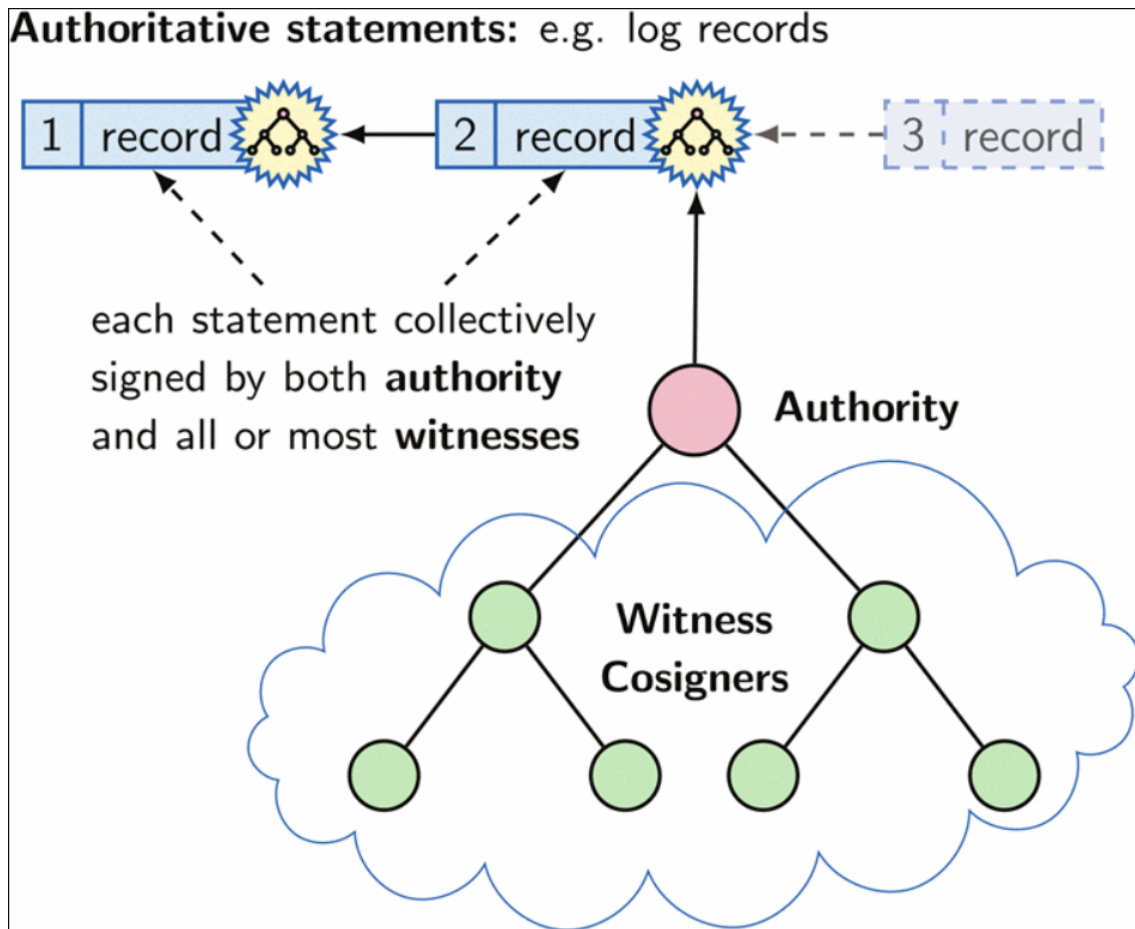 Authoritative statements: e.g. log records
1 record
2 record
3 record
each statement collectively
signed by both authority
and all or most witnesses
Authority
Witness
Cosigners